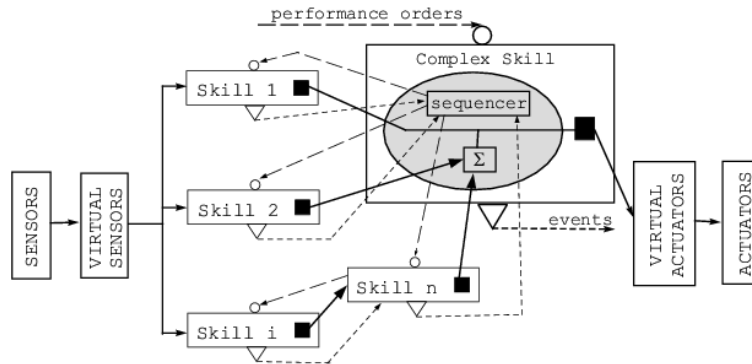 performance orders
Complex Skill
Skill 1
sequencer
Σ
Skill 2
SENSORS
VIRTUAL
SENSORS
events
VIRTUAL
ACTUATORS
ACTUATORS
Skill n
Skill i